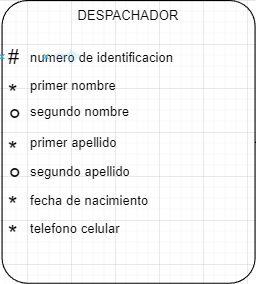 DESPACHADOR
# numero de identificacion
* primer nombre
o segundo nombre
* primer apellido
o segundo apellido
* fecha de nacimiento
* telefono celular